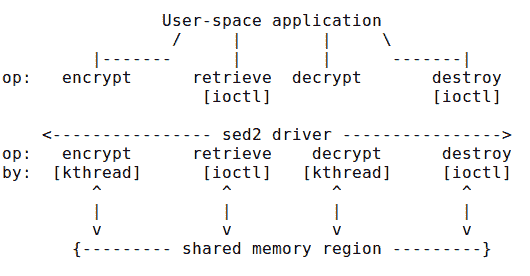 User-space application
/ | | \
|------- | | -------|
op: encrypt retrieve decrypt destroy
[ioctl] [ioctl]
<---------------- sed2 driver ---------------->
op: encrypt retrieve decrypt destroy
by: [kthread] [ioctl] [kthread] [ioctl]
^ ^ ^ ^
| | | |
v v v v
{--------- shared memory region ---------}